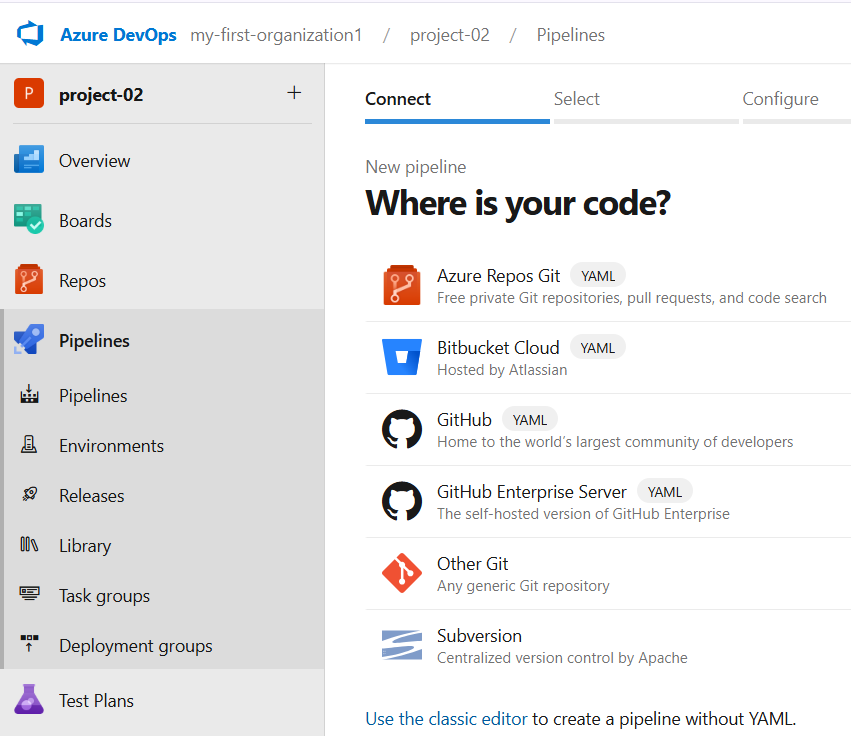 Azure DevOps my-first-organization1 / project-02 / Pipelines
P project-02 +
Overview
Boards
Repos
Pipelines
Pipelines
Environments
Releases
Library
Task groups
Deployment groups
Test Plans
Connect Select Configure
New pipeline
Where is your code?
Azure Repos Git YAML
Free private Git repositories, pull requests, and code search
Bitbucket Cloud YAML
Hosted by Atlassian
GitHub YAML
Home to the world's largest community of developers
GitHub Enterprise Server YAML
The self-hosted version of GitHub Enterprise
Other Git
Any generic Git repository
Subversion
Centralized version control by Apache
Use the classic editor to create a pipeline without YAML.